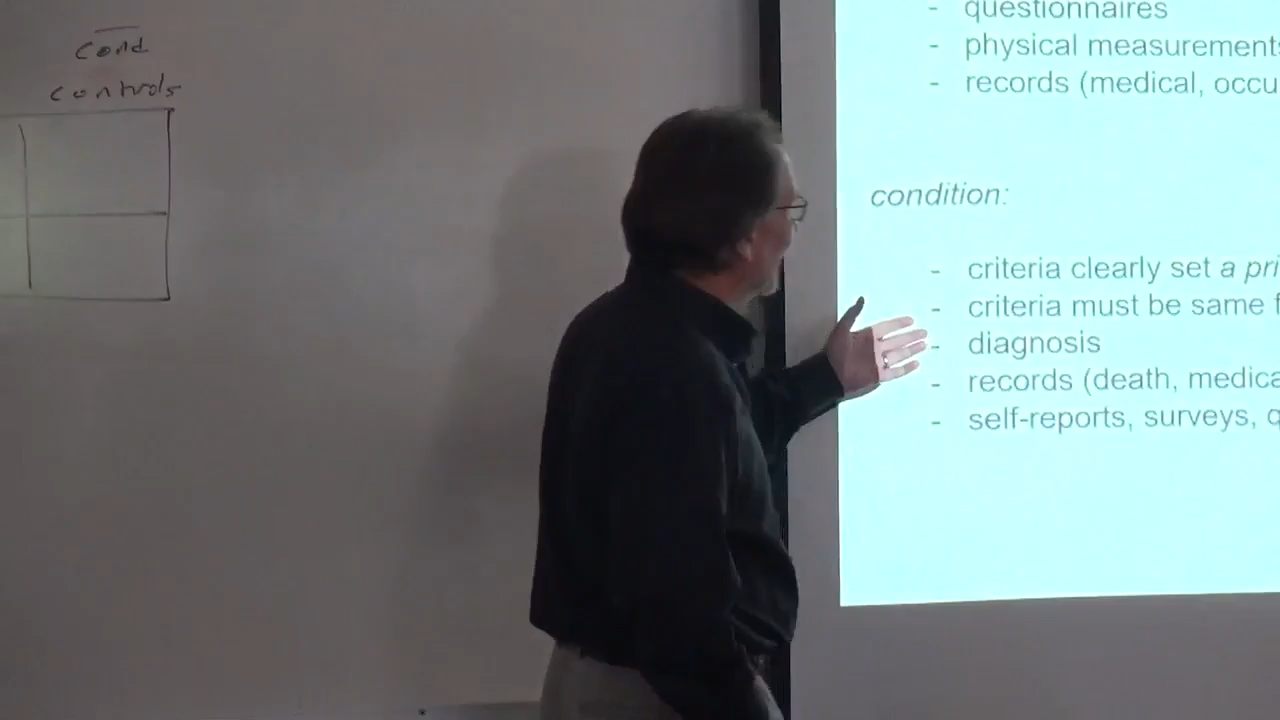 Cond
controls
- questionnaires
- physical measurements
- records (medical, occu
condition:
- criteria clearly set a pri
- criteria must be same f
- diagnosis
- records (death, medica
- self-reports, surveys, q